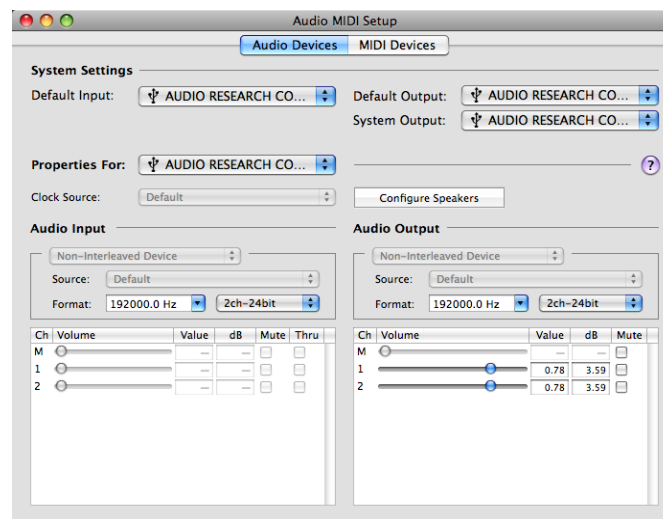 Audio MIDI Setup
Audio Devices MIDI Devices
System Settings
Default Input: AUDIO RESEARCH CO...
Default Output: AUDIO RESEARCH CO...
System Output: AUDIO RESEARCH CO...
Properties For: AUDIO RESEARCH CO...
?
Clock Source: Default
Configure Speakers
Audio Input
Non-Interleaved Device
Source: Default
Format: 192000.0 Hz 2ch-24bit
Ch Volume Value dB Mute Thru
M — —
1 — —
2 — —
Audio Output
Non-Interleaved Device
Source: Default
Format: 192000.0 Hz 2ch-24bit
Ch Volume Value dB Mute
M — —
1 0.78 3.59
2 0.78 3.59